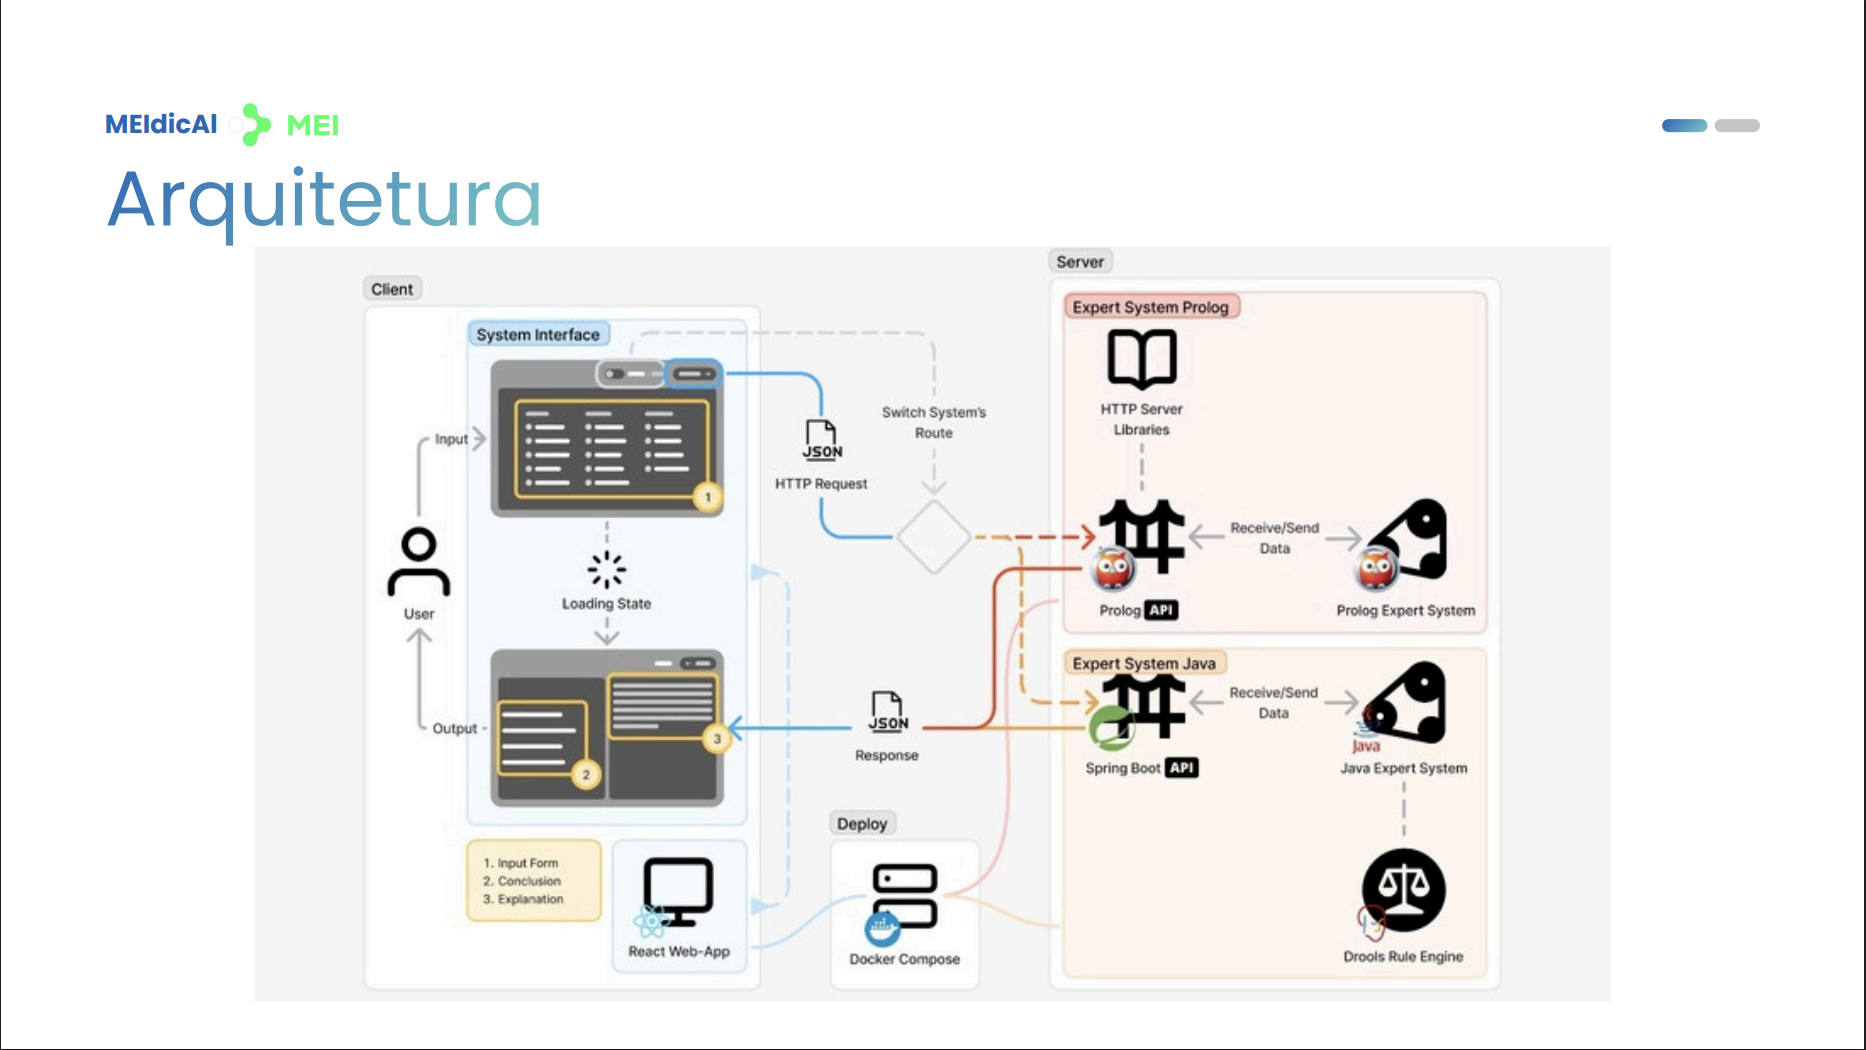 MEIdicAI
MEI
Arquitetura
Client
System Interface
Input
1
Loading State
User
Output
2
3
1. Input Form
2. Conclusion
3. Explanation
React Web-App
JSON
HTTP Request
Switch System's
Route
JSON
Response
Deploy
Docker Compose
Server
Expert System Prolog
HTTP Server
Libraries
Receive/Send
Data
Prolog API
Prolog Expert System
Expert System Java
Receive/Send
Data
Spring Boot API
Java
Java Expert System
Drools Rule Engine